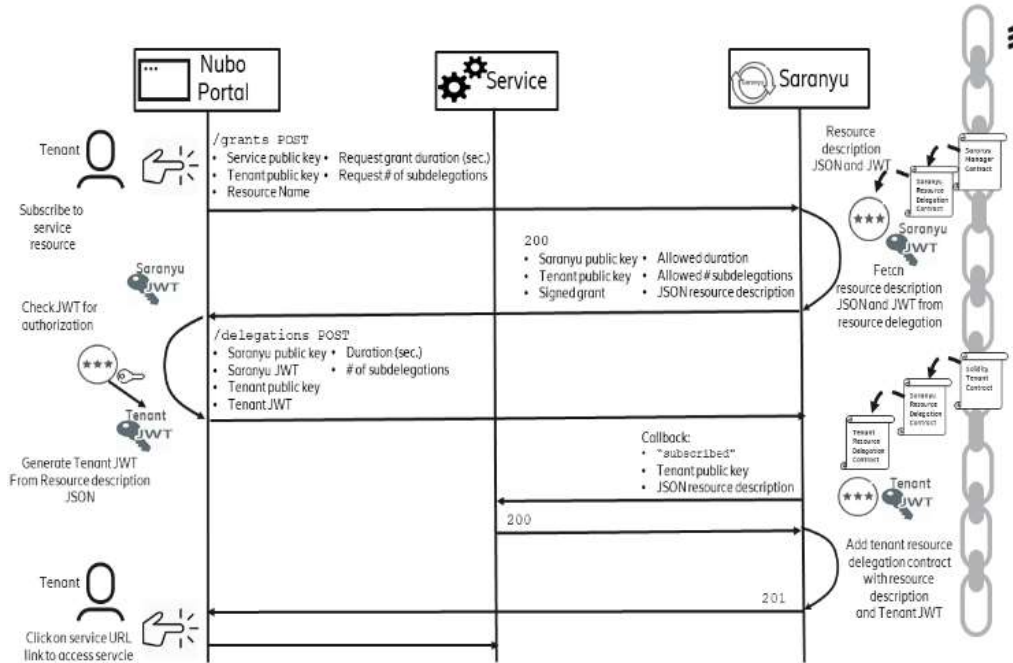 Nubo
Portal
Service
Saranyu
Saranyu
Tenant
/grants POST
• Service public key • Request grant duration (sec.)
• Tenant public key • Request # of subdelegations
• Resource Name
Subscribe to
service
resource
Resource
description
JSON and JWT
Saranyu
Manager
Contract
Saranyu
Resource
Delegation
Contract
***
Saranyu
JWT
Fetch
resource description
JSON and JWT from
resource delegation
200
• Saranyu public key • Allowed duration
• Tenant public key • Allowed # subdelegations
• Signed grant • JSON resource description
Saranyu
JWT
Check JWT for
authorization
***
Tenant
JWT
Generate Tenant JWT
From Resource description
JSON
/delegations POST
• Saranyu public key • Duration (sec.)
• Saranyu JWT • # of subdelegations
• Tenant public key
• Tenant JWT
Solidity
Tenant
Contract
Saranyu
Resource
Delegation
Contract
Tenant
Resource
Delegation
Contract
***
Tenant
JWT
Callback:
• "subscribed"
• Tenant public key
• JSON resource description
200
Add tenant resource
delegation contract
with resource
description
and Tenant JWT
201
Tenant
Click on service URL
link to access servcie